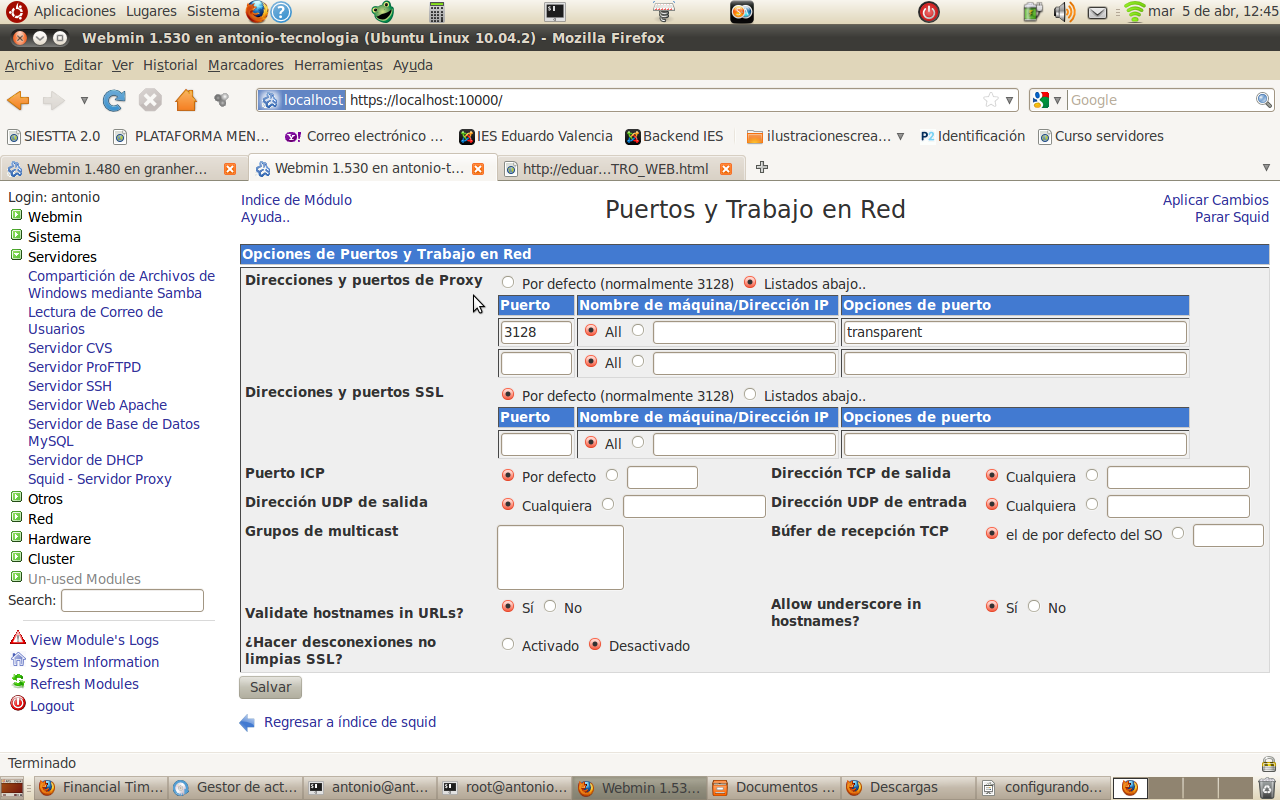 Aplicaciones Lugares Sistema mar 5 de abr, 12:45
Webmin 1.530 en antonio-tecnologia (Ubuntu Linux 10.04.2) - Mozilla Firefox
Archivo Editar Ver Historial Marcadores Herramientas Ayuda
localhost https://localhost:10000/ Google
SIESTTA 2.0 PLATAFORMA MEN... Correo electrónico ... IES Eduardo Valencia Backend IES ilustracionescrea... P2 Identificación Curso servidores
Webmin 1.480 en granher... Webmin 1.530 en antonio-t... http://eduar...TRO_WEB.html
Login: antonio
Webmin
Sistema
Servidores
Compartición de Archivos de
Windows mediante Samba
Lectura de Correo de
Usuarios
Servidor CVS
Servidor ProFTPD
Servidor SSH
Servidor Web Apache
Servidor de Base de Datos
MySQL
Servidor de DHCP
Squid - Servidor Proxy
Otros
Red
Hardware
Cluster
Un-used Modules
Search:
View Module's Logs
System Information
Refresh Modules
Logout
Indice de Módulo
Ayuda..
Puertos y Trabajo en Red
Aplicar Cambios
Parar Squid
Opciones de Puertos y Trabajo en Red
Direcciones y puertos de Proxy Por defecto (normalmente 3128) Listados abajo..
Puerto Nombre de máquina/Dirección IP Opciones de puerto
3128 All transparent
All
Direcciones y puertos SSL Por defecto (normalmente 3128) Listados abajo..
Puerto Nombre de máquina/Dirección IP Opciones de puerto
All
Puerto ICP Por defecto Dirección TCP de salida Cualquiera
Dirección UDP de salida Cualquiera Dirección UDP de entrada Cualquiera
Grupos de multicast Búfer de recepción TCP el de por defecto del SO
Validate hostnames in URLs? Sí No Allow underscore in
hostnames? Sí No
¿Hacer desconexiones no
limpias SSL? Activado Desactivado
Salvar
Regresar a índice de squid
Terminado
Financial Tim... Gestor de act... antonio@ant... root@antonio... Webmin 1.53... Documentos ... Descargas configurando...